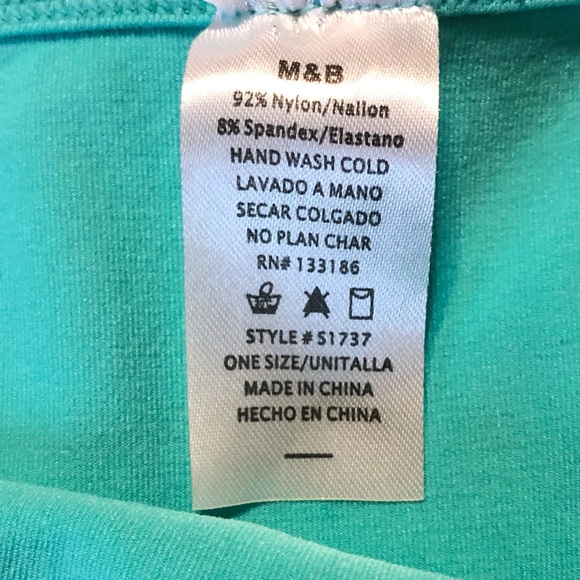 M&B
92% Nylon/Nailon
8% Spandex/Elastano
HAND WASH COLD
LAVADO A MANO
SECAR COLGADO
NO PLAN CHAR
RN# 133186
STYLE # S1737
ONE SIZE/UNITALLA
MADE IN CHINA
HECHO EN CHINA